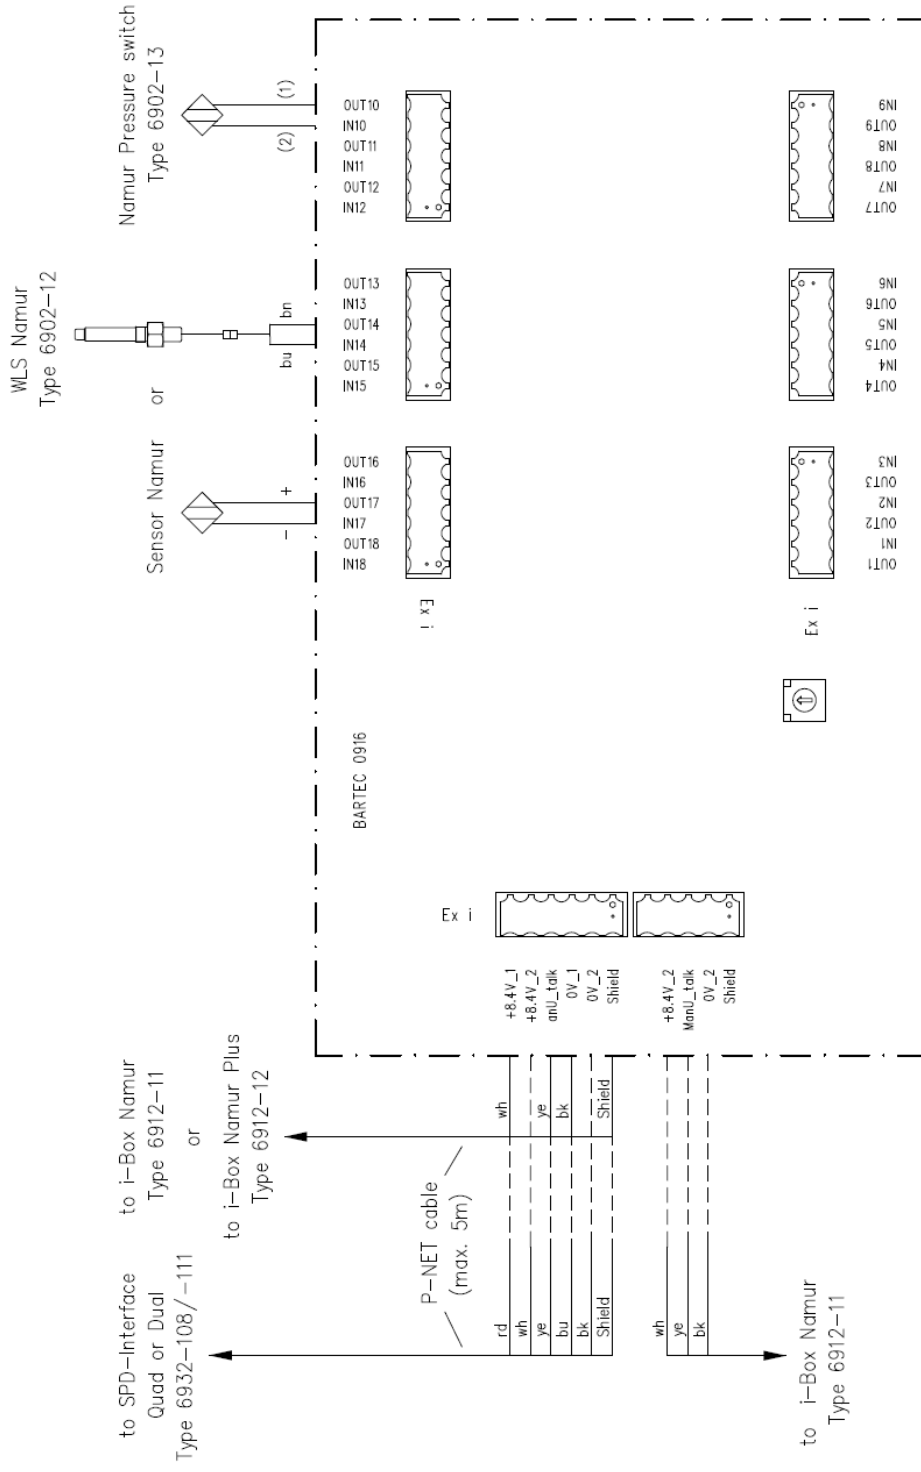 Namur Pressure switch
Type 6902-13
(1)
(2)
WLS Namur
Type 6902-12
bn
bu
or
Sensor Namur
+
-
OUT10
IN10
OUT11
IN11
OUT12
IN12
OUT13
IN13
OUT14
IN14
OUT15
IN15
OUT16
IN16
OUT17
IN17
OUT18
IN18
Ex i
IN9
OUT9
IN8
OUT8
IN7
OUT7
IN6
OUT6
IN5
OUT5
IN4
OUT4
IN3
OUT3
IN2
OUT2
IN1
OUT1
Ex i
BARTEC 0916
Ex i
+8.4V_1
+8.4V_2
anU_talk
0V_1
0V_2
Shield
+8.4V_2
ManU_talk
0V_2
Shield
to i-Box Namur
Type 6912-11
or
to i-Box Namur Plus
Type 6912-12
wh
ye
bk
Shield
P-NET cable
(max. 5m)
to SPD-Interface
Quad or Dual
Type 6932-108/-111
rd
wh
ye
bu
bk
Shield
wh
ye
bk
to i-Box Namur
Type 6912-11